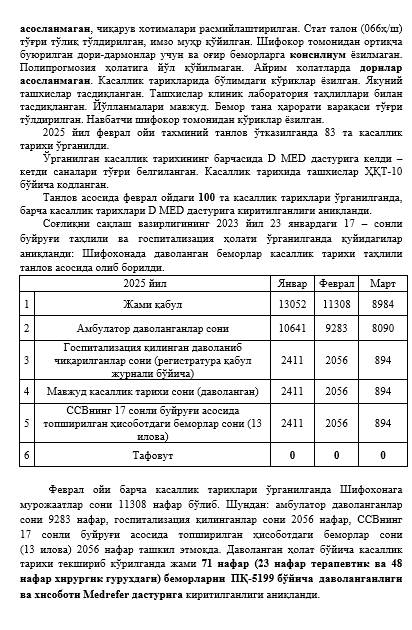 асосланмаган, чиқарув хотималари расмийлаштирилган. Стат талон (066х/ш)
тўғри тўлиқ тўлдирилган, имзо мухр қўйилган. Шифокор томонидан ортиқча
буюрилган дори-дармонлар учун ва оғир беморларга консилиум ёзилмаган.
Полипрогмозия ҳолатига йўл қўйилмаган. Айрим ҳолатларда дорилар
асосланмаган. Касаллик тарихларида бўлимдаги кўриклар ёзилган. Якуний
ташхислар тасдиқланган. Ташхислар клиник лаборатория таҳлиллари билан
тасдиқланган. Йўлланмалари мавжуд. Бемор тана ҳарорати варақаси тўғри
тўлдирилган. Навбатчи шифокор томонидан кўриклар ёзилган.
2025 йил феврал ойи тахминий танлов ўтказилганда 83 та касаллик
тарихи ўрганилди.
Ўрганилган касаллик тарихининг барчасида D MED дастурига келди –
кетди саналари тўғри белгиланган. Касаллик тарихида ташхислар ХҚТ-10
бўйича кодланган.
Танлов асосида феврал ойдаги 100 та касаллик тарихлари ўрганилганда,
барча касаллик тарихлари D MED дастурига киритилганлиги аниқланди.
Соғлиқни сақлаш вазирлигининг 2023 йил 23 январдаги 17 – сонли
буйруғи таҳлили ва госпитализация ҳолати ўрганилганда қуйидагилар
аниқланди: Шифохонада даволанган беморлар касаллик тарихи таҳлили
танлов асосида олиб борилди.
2025 йил Январ Феврал Март
1 Жами қабул 13052 11308 8984
2 Амбулатор даволанганлар сони 10641 9283 8090
Госпитализация қилинган даволаниб
3 чиқарилганлар сони (регистратура қабул 2411 2056 894
журнали бўйича)
4 Мавжуд касаллик тарихи сони (даволанган) 2411 2056 894
ССВнинг 17 сонли буйруғи асосида
5 топширилган ҳисоботдаги беморлар сони (13 2411 2056 894
илова)
6 Тафовут 0 0 0
Феврал ойи барча касаллик тарихлари ўрганилганда Шифохонага
мурожаатлар сони 11308 нафар бўлиб. Шундан: амбулатор даволанганлар
сони 9283 нафар, госпитализация қилинганлар сони 2056 нафар, ССВнинг
17 сонли буйруғи асосида топширилган ҳисоботдаги беморлар сони
(13 илова) 2056 нафар ташкил этмоқда. Даволанган ҳолат бўйича касаллик
тарихи текшириб кўрилганда жами 71 нафар (23 нафар терапевтик ва 48
нафар хирургик гурухдаги) беморларни ПҚ-5199 бўйича даволанганлиги
ва хисоботи Medrefer дастурига киритилганлиги аниқланди.